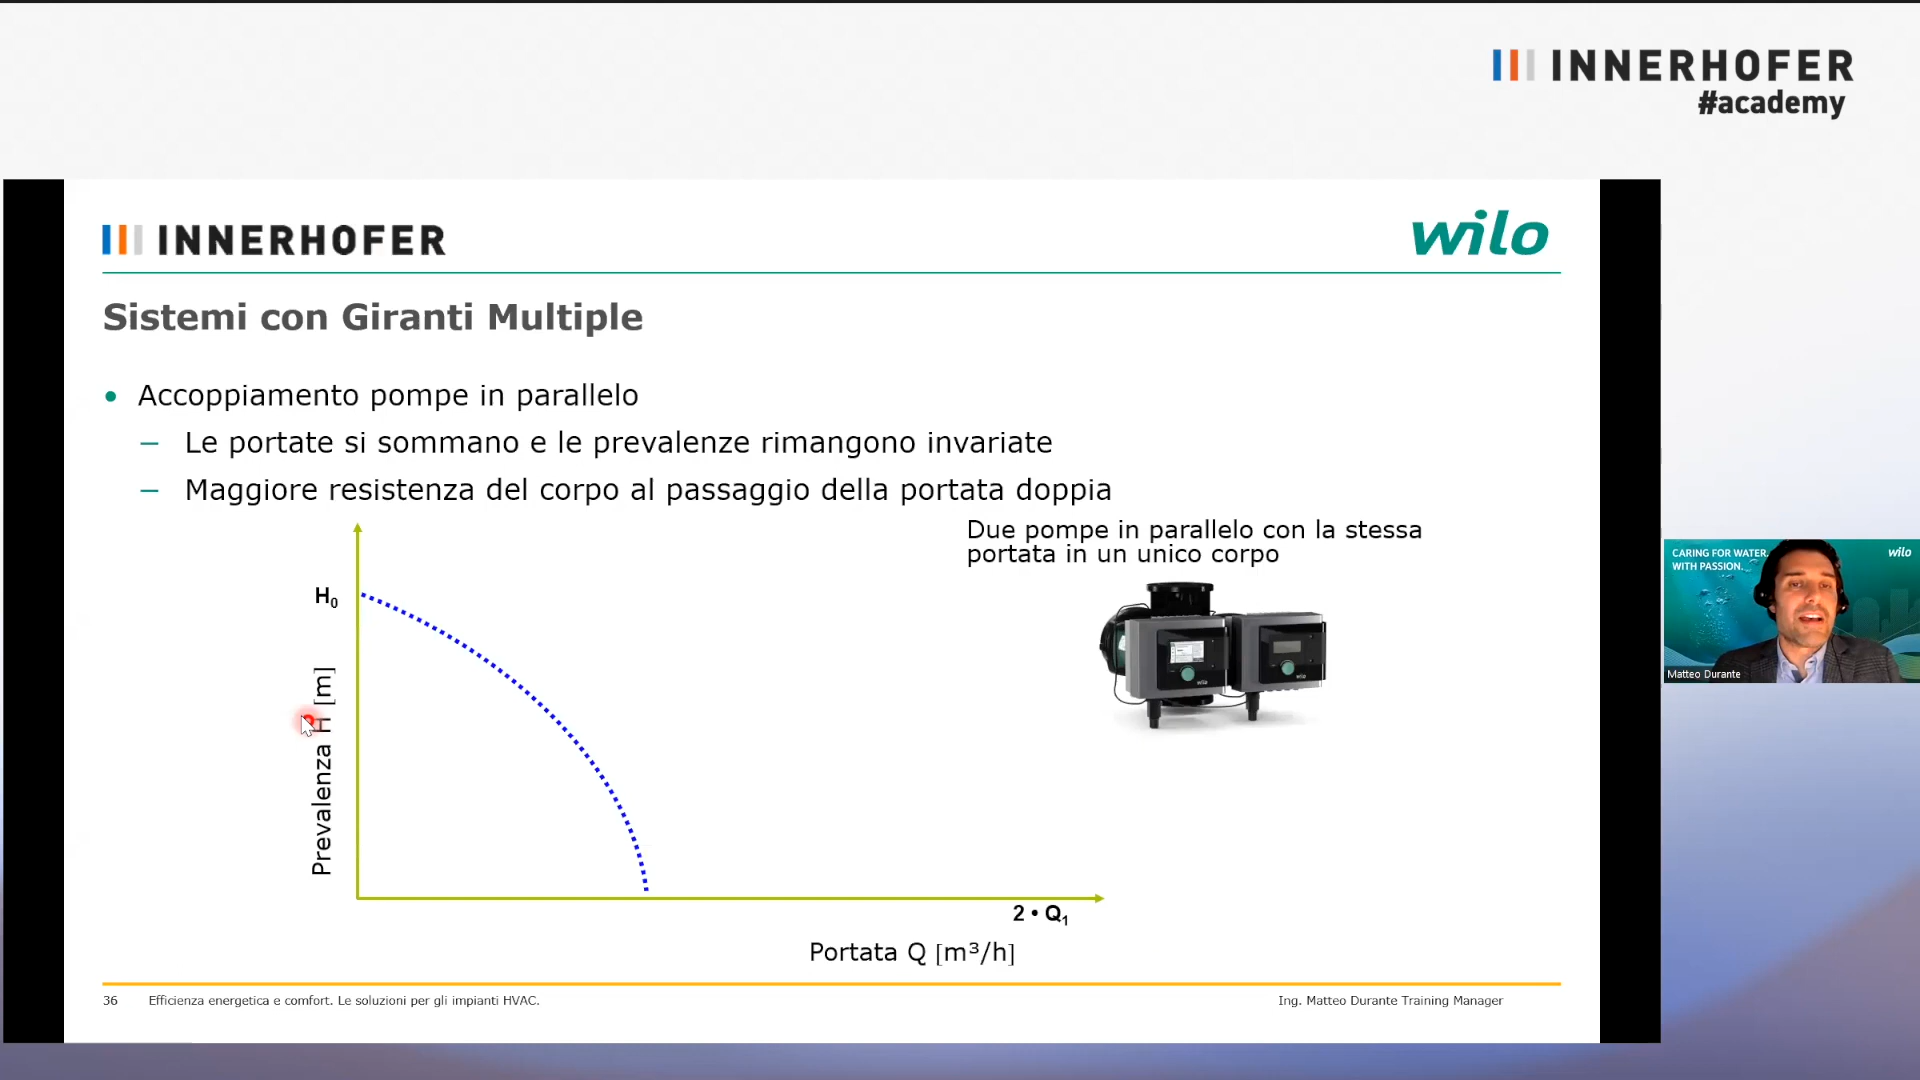 INNERHOFER
#academy
INNERHOFER
wilo
Sistemi con Giranti Multiple
• Accoppiamento pompe in parallelo
– Le portate si sommano e le prevalenze rimangono invariate
– Maggiore resistenza del corpo al passaggio della portata doppia
Due pompe in parallelo con la stessa
portata in un unico corpo
H₀
Prevalenza H [m]
wilo
wilo
2 • Q₁
Portata Q [m³/h]
36 Efficienza energetica e comfort. Le soluzioni per gli impianti HVAC.
Ing. Matteo Durante Training Manager
CARING FOR WATER.
WITH PASSION.
wilo
Matteo Durante